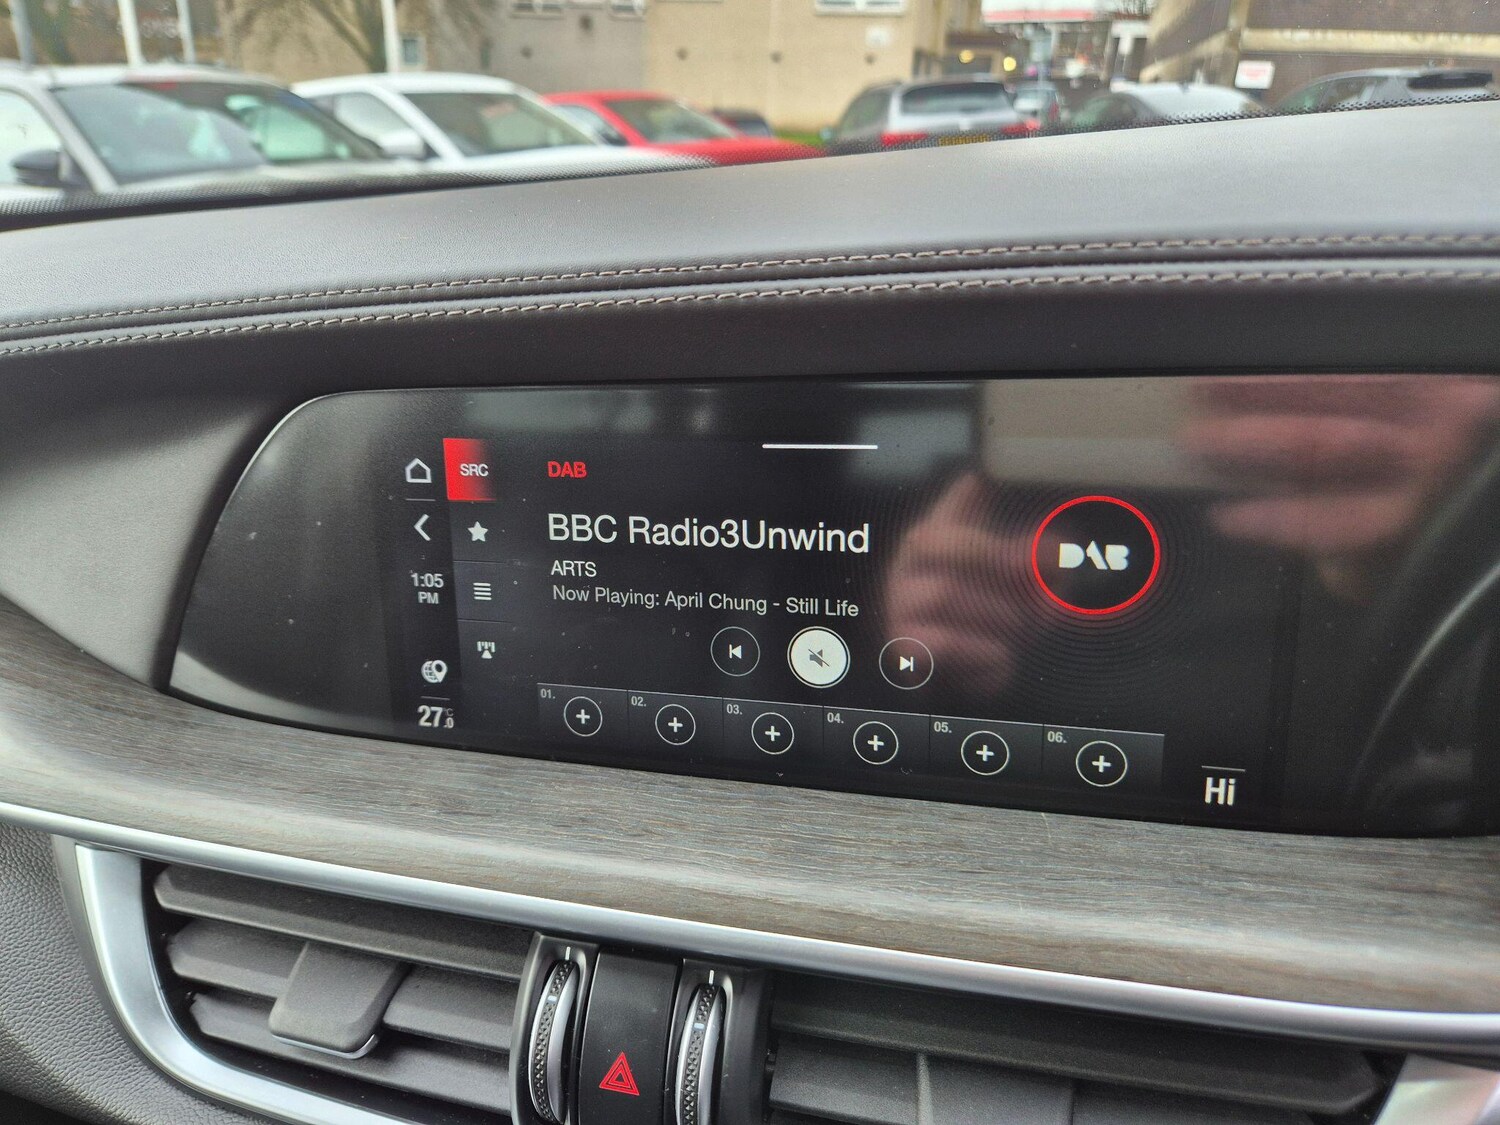 SRC
DAB
BBC Radio3Unwind
ARTS
Now Playing: April Chung - Still Life
DAB
1:05
PM
27.0
°C
01.
02.
03.
04.
05.
06.
Hi